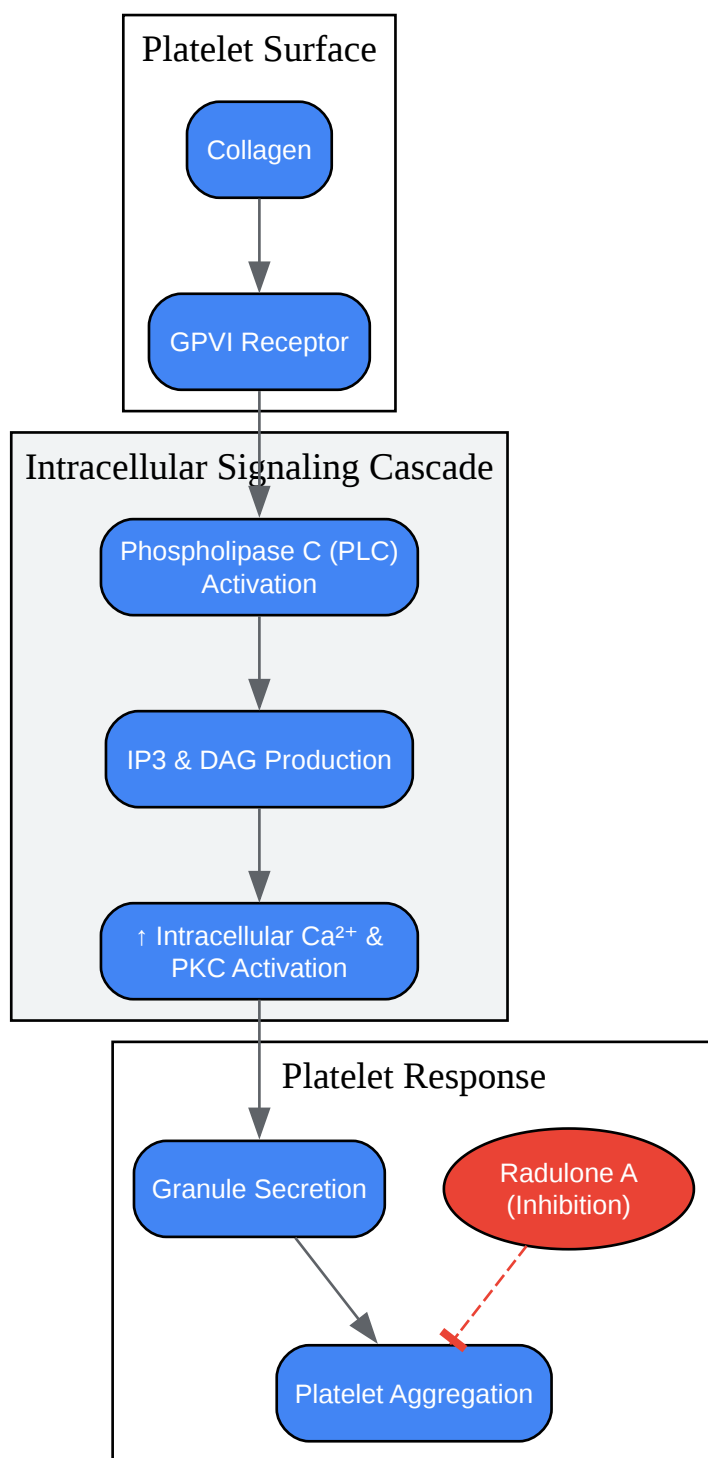 Platelet Surface
Collagen
GPVI Receptor
Intracellular Signaling Cascade
Phospholipase C (PLC)
Activation
IP3 & DAG Production
↑ Intracellular Ca²⁺ &
PKC Activation
Platelet Response
Granule Secretion
Radulone A
(Inhibition)
Platelet Aggregation